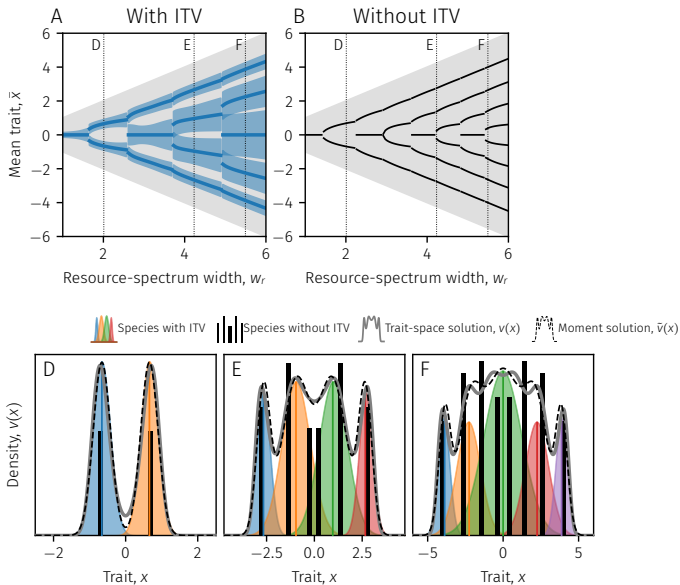 A With ITV B Without ITV
D E F D E F
Mean trait, x̄
6 4 2 0 −2 −4 −6
6 4 2 0 −2 −4 −6
2 4 6 2 4 6
Resource-spectrum width, wᵣ Resource-spectrum width, wᵣ
Species with ITV Species without ITV Trait-space solution, v(x) Moment solution, v̄(x)
D E F
Density, v(x)
−2 0 2 −2.5 0.0 2.5 −5 0 5
Trait, x Trait, x Trait, x